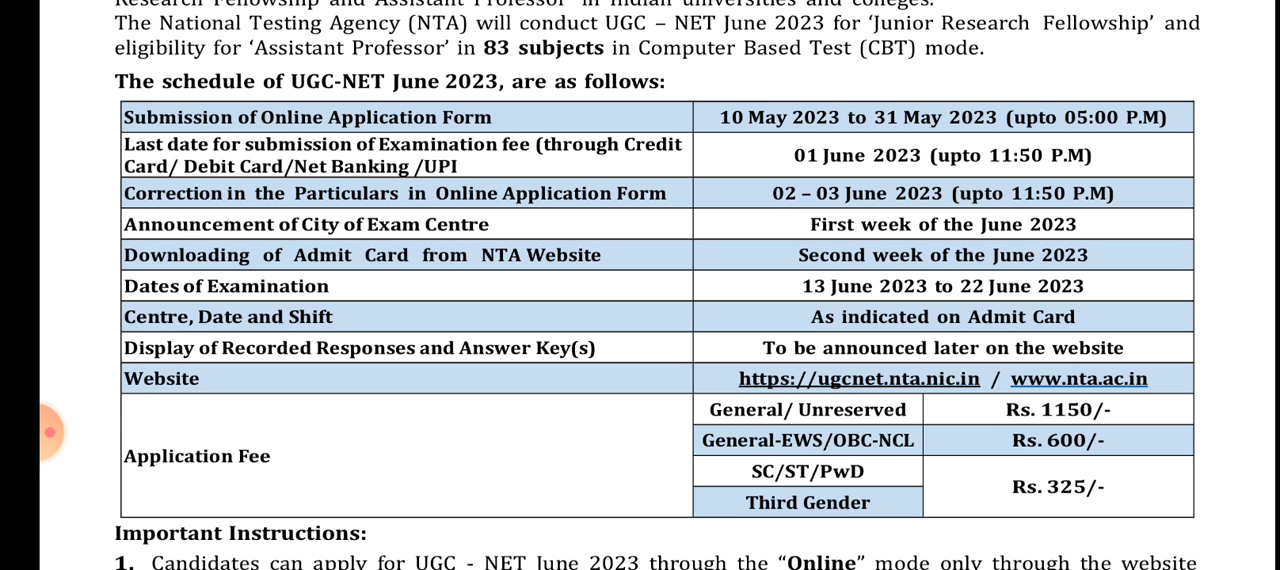 Research Fellowship and Assistant Professor in Indian universities and colleges.
The National Testing Agency (NTA) will conduct UGC – NET June 2023 for ‘Junior Research Fellowship’ and
eligibility for ‘Assistant Professor’ in 83 subjects in Computer Based Test (CBT) mode.
The schedule of UGC-NET June 2023, are as follows:
Submission of Online Application Form
10 May 2023 to 31 May 2023 (upto 05:00 P.M)
Last date for submission of Examination fee (through Credit
Card/ Debit Card/Net Banking /UPI
01 June 2023 (upto 11:50 P.M)
Correction in the Particulars in Online Application Form
02 – 03 June 2023 (upto 11:50 P.M)
Announcement of City of Exam Centre
First week of the June 2023
Downloading of Admit Card from NTA Website
Second week of the June 2023
Dates of Examination
13 June 2023 to 22 June 2023
Centre, Date and Shift
As indicated on Admit Card
Display of Recorded Responses and Answer Key(s)
To be announced later on the website
Website
https://ugcnet.nta.nic.in / www.nta.ac.in
Application Fee
General/ Unreserved
Rs. 1150/-
General-EWS/OBC-NCL
Rs. 600/-
SC/ST/PwD
Third Gender
Rs. 325/-
Important Instructions:
1. Candidates can apply for UGC - NET June 2023 through the “Online” mode only through the website